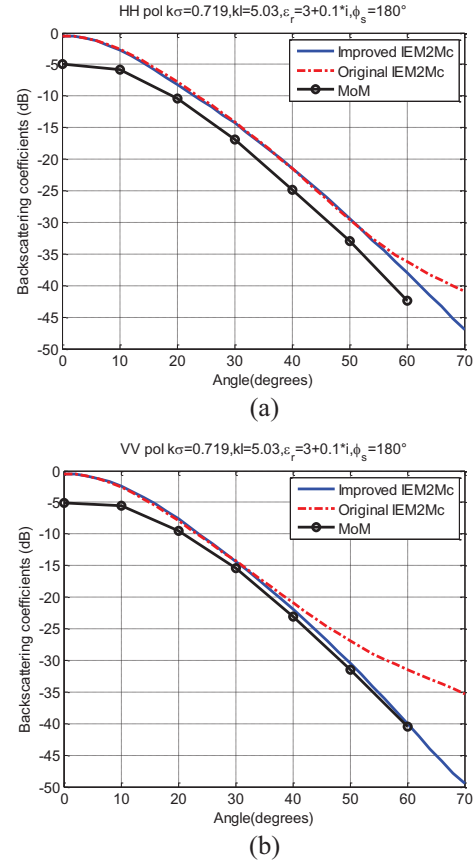 HH pol kσ=0.719,kl=5.03,εr=3+0.1*i,ϕs=180°
Improved IEM2Mc
Original IEM2Mc
MoM
Backscattering coefficients (dB)
0
-5
-10
-15
-20
-25
-30
-35
-40
-45
-50
0 10 20 30 40 50 60 70
Angle(degrees)
(a)
VV pol kσ=0.719,kl=5.03,εr=3+0.1*i,ϕs=180°
Improved IEM2Mc
Original IEM2Mc
MoM
Backscattering coefficients (dB)
0
-5
-10
-15
-20
-25
-30
-35
-40
-45
-50
0 10 20 30 40 50 60 70
Angle(degrees)
(b)